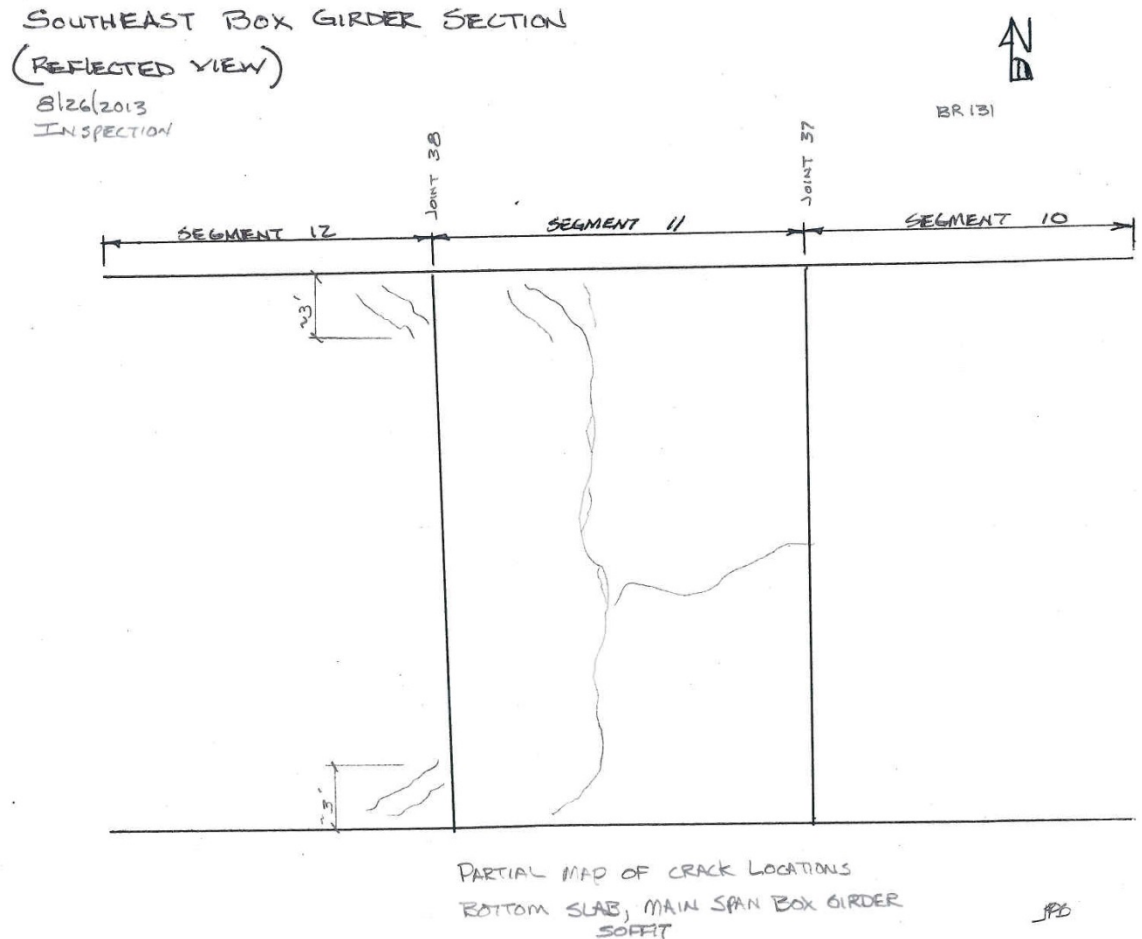 SOUTHEAST BOX GIRDER SECTION
(REFLECTED VIEW)
8/26/2013
INSPECTION
N
BR 131
JOINT 38
JOINT 37
SEGMENT 12
SEGMENT 11
SEGMENT 10
~3'
~3'
PARTIAL MAP OF CRACK LOCATIONS
BOTTOM SLAB, MAIN SPAN BOX GIRDER
SOFFIT